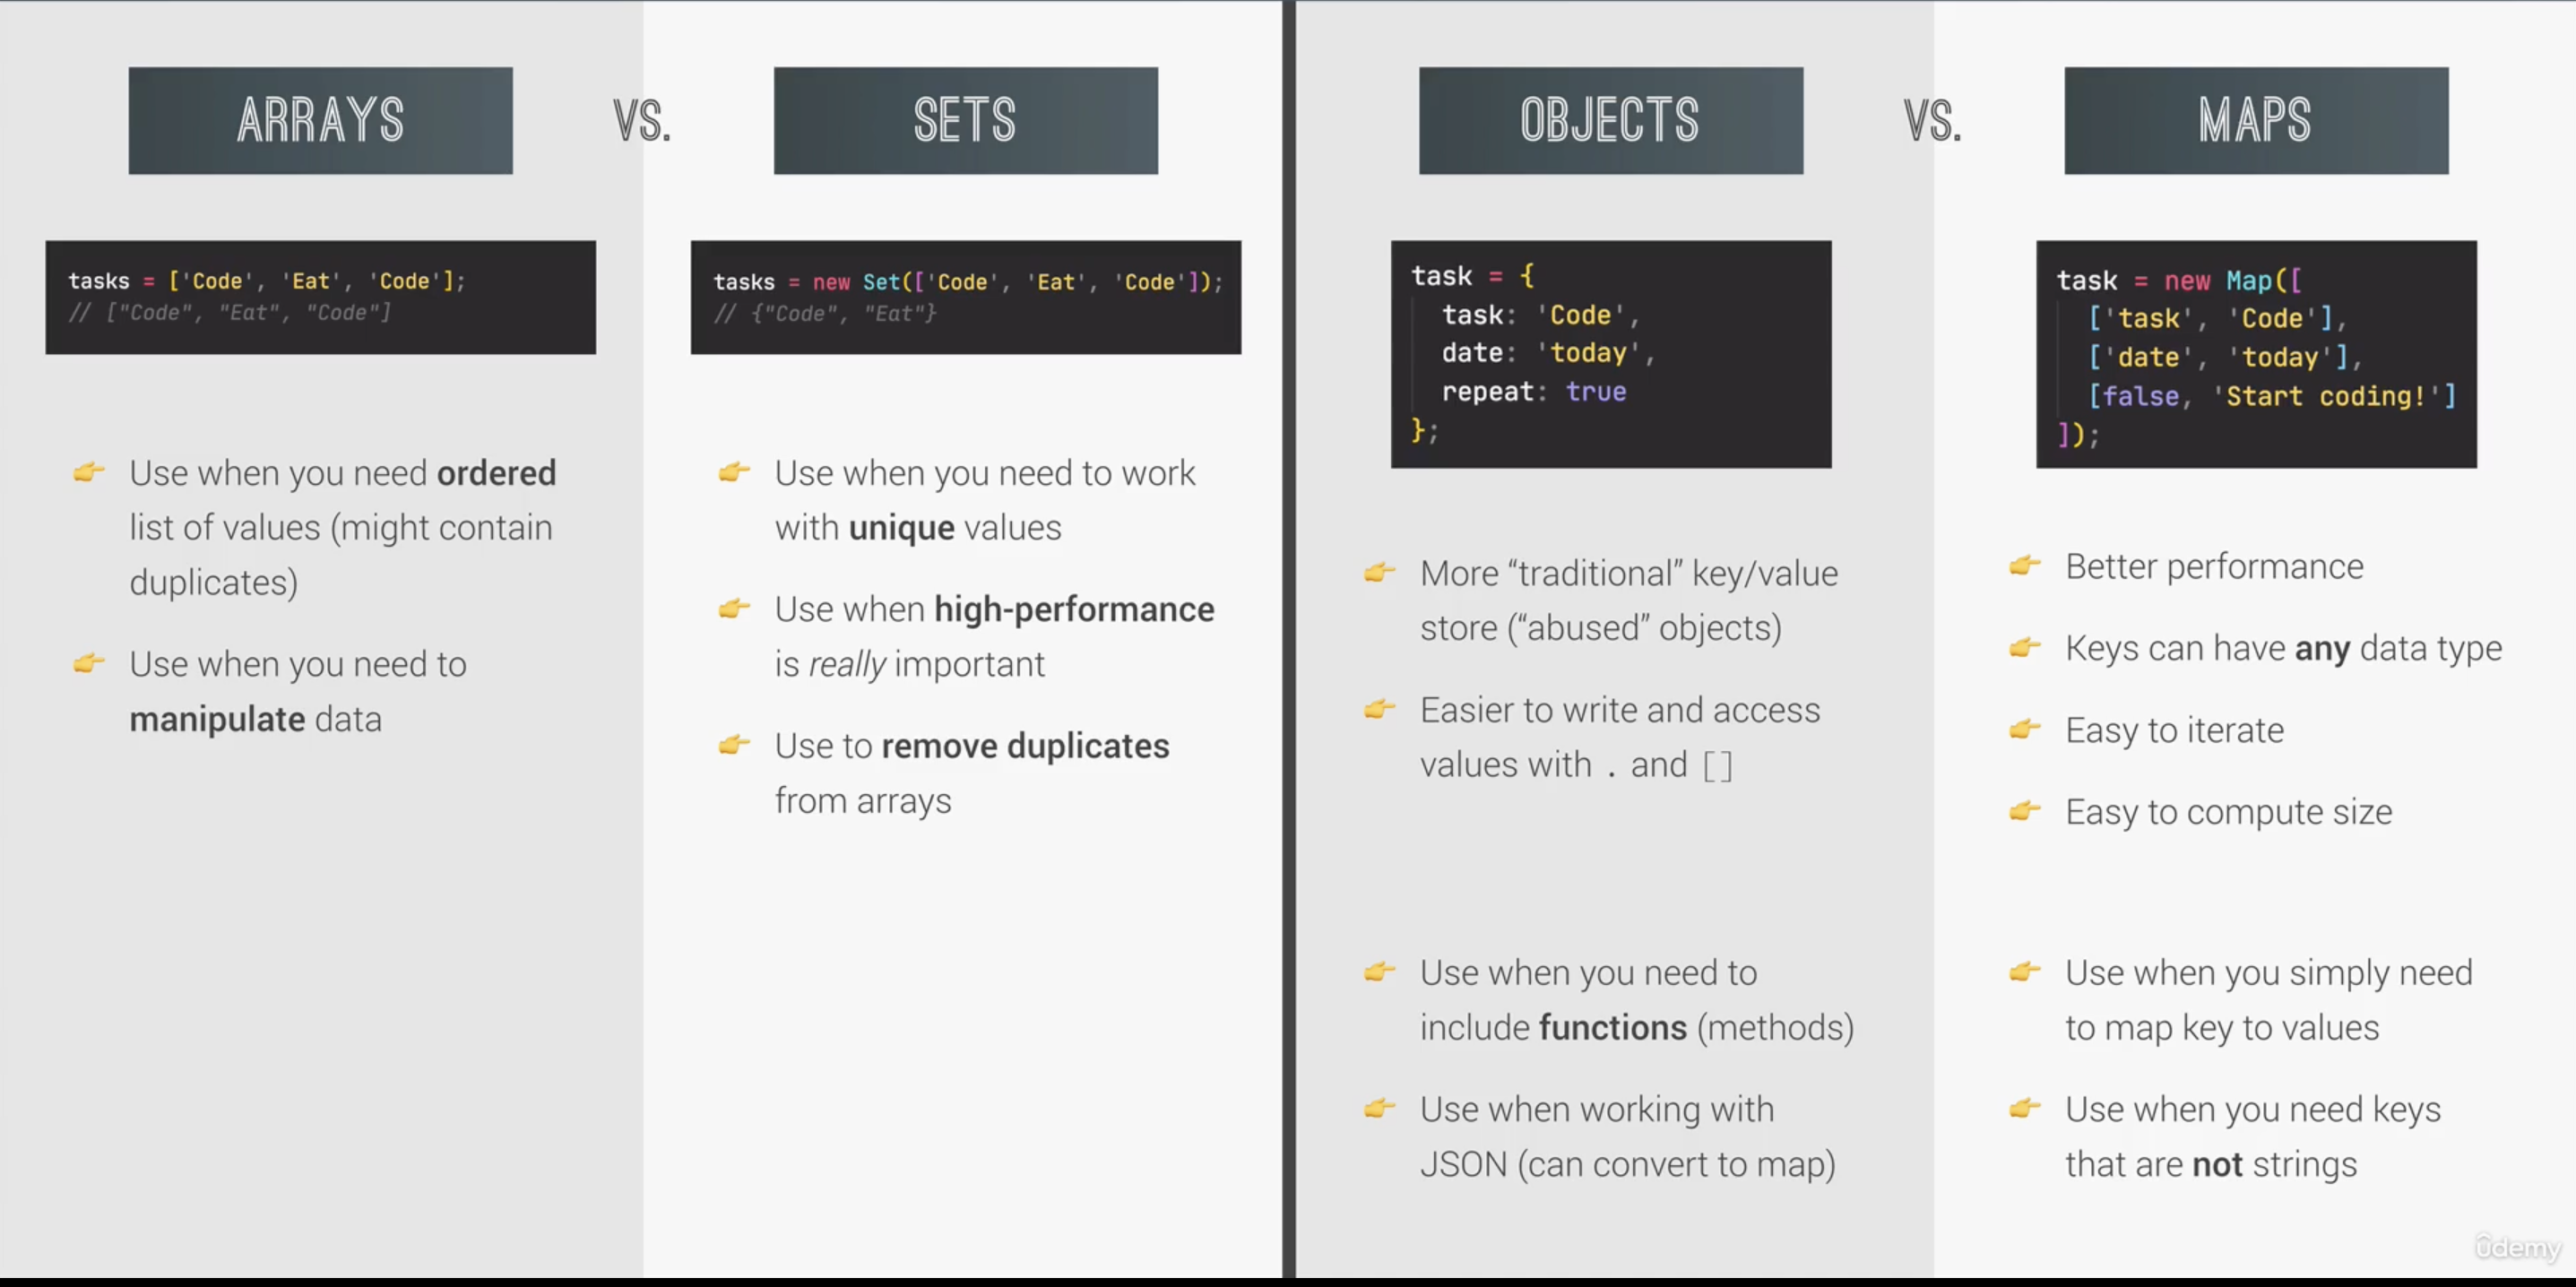 ARRAYS
VS.
SETS
tasks = ['Code', 'Eat', 'Code'];
// ["Code", "Eat", "Code"]
tasks = new Set(['Code', 'Eat', 'Code']);
// {"Code", "Eat"}
👉 Use when you need ordered
list of values (might contain
duplicates)
👉 Use when you need to
manipulate data
👉 Use when you need to work
with unique values
👉 Use when high-performance
is really important
👉 Use to remove duplicates
from arrays
OBJECTS
VS.
MAPS
task = {
task: 'Code',
date: 'today',
repeat: true
};
task = new Map([
['task', 'Code'],
['date', 'today'],
[false, 'Start coding!']
]);
👉 More “traditional” key/value
store (“abused” objects)
👉 Easier to write and access
values with . and []
👉 Use when you need to
include functions (methods)
👉 Use when working with
JSON (can convert to map)
👉 Better performance
👉 Keys can have any data type
👉 Easy to iterate
👉 Easy to compute size
👉 Use when you simply need
to map key to values
👉 Use when you need keys
that are not strings
ûdemy